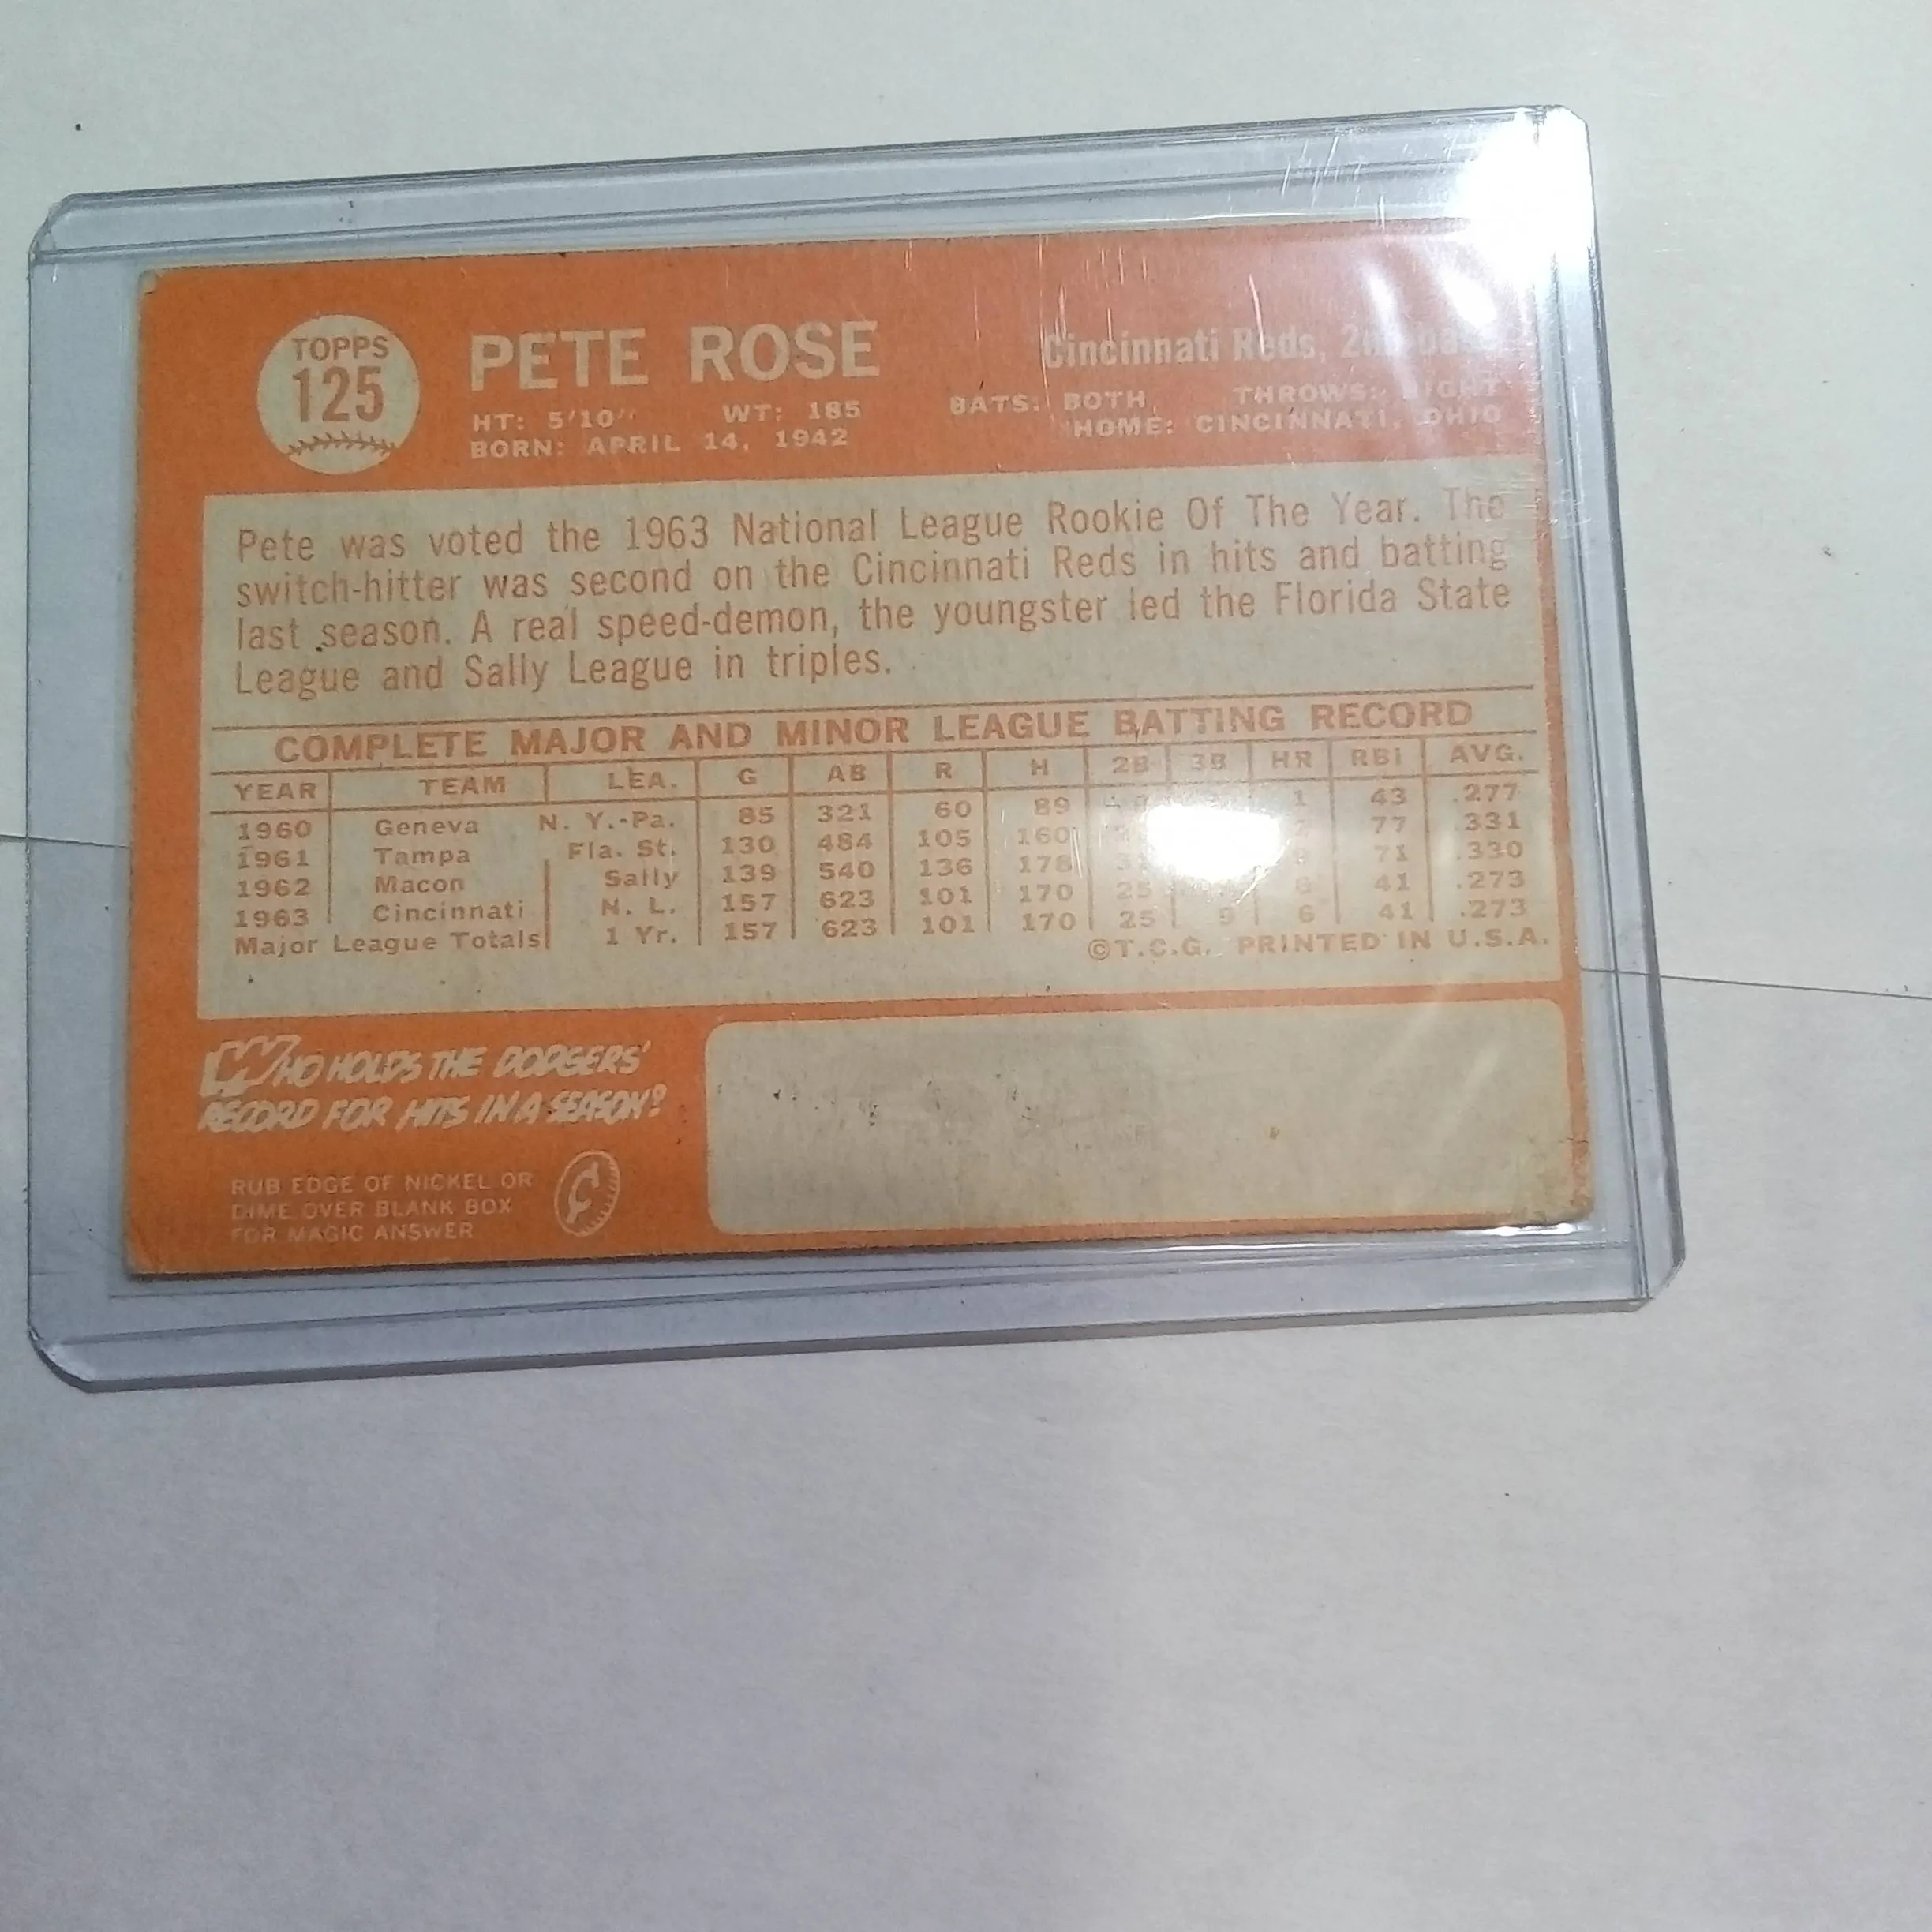 TOPPS
125
PETE ROSE
HT: 5'10" WT: 185
BORN: APRIL 14, 1942
Cincinnati Reds,
BATS: BOTH THROWS:
HOME: CINCINNATI, OHIO
Pete was voted the 1963 National League Rookie Of The Year. The
switch-hitter was second on the Cincinnati Reds in hits and batting
last season. A real speed-demon, the youngster led the Florida State
League and Sally League in triples.
COMPLETE MAJOR AND MINOR LEAGUE BATTING RECORD
YEAR TEAM LEA. G AB R H 2B 3B HR RBI AVG.
1960 Geneva N. Y.-Pa. 85 321 60 89 1 43 .277
1961 Tampa Fla. St. 130 484 105 160 77 .331
1962 Macon Sally 139 540 136 178 71 .330
1963 Cincinnati N. L. 157 623 101 170 25 6 41 .273
Major League Totals 1 Yr. 157 623 101 170 25 9 6 41 .273
©T.C.G. PRINTED IN U.S.A.
WHO HOLDS THE DODGERS'
RECORD FOR HITS IN A SEASON?
RUB EDGE OF NICKEL OR
DIME OVER BLANK BOX
FOR MAGIC ANSWER
¢